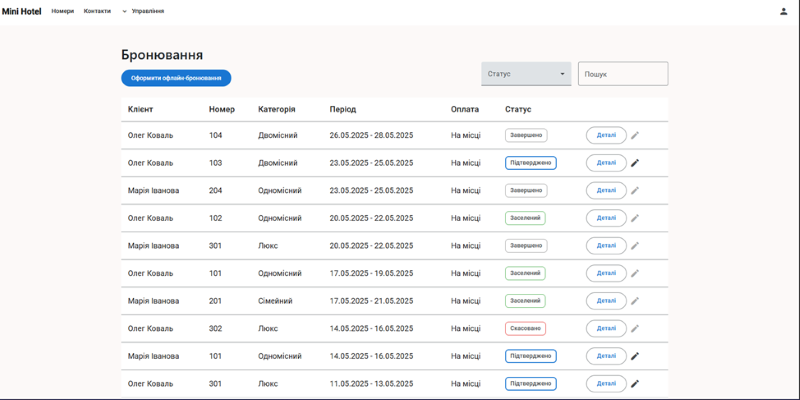 Mini Hotel Номери Контакти Управління
Бронювання
Оформити офлайн-бронювання
Статус
Пошук
Клієнт Номер Категорія Період Оплата Статус
Олег Коваль 104 Двомісний 26.05.2025 - 28.05.2025 На місці Завершено Деталі
Олег Коваль 103 Двомісний 23.05.2025 - 25.05.2025 На місці Підтверджено Деталі
Марія Іванова 204 Одномісний 23.05.2025 - 25.05.2025 На місці Завершено Деталі
Олег Коваль 102 Одномісний 20.05.2025 - 22.05.2025 На місці Заселений Деталі
Марія Іванова 301 Люкс 20.05.2025 - 22.05.2025 На місці Завершено Деталі
Олег Коваль 101 Одномісний 17.05.2025 - 19.05.2025 На місці Заселений Деталі
Марія Іванова 201 Сімейний 17.05.2025 - 21.05.2025 На місці Заселений Деталі
Олег Коваль 302 Люкс 14.05.2025 - 16.05.2025 На місці Скасовано Деталі
Марія Іванова 101 Одномісний 14.05.2025 - 16.05.2025 На місці Підтверджено Деталі
Олег Коваль 301 Люкс 11.05.2025 - 13.05.2025 На місці Підтверджено Деталі